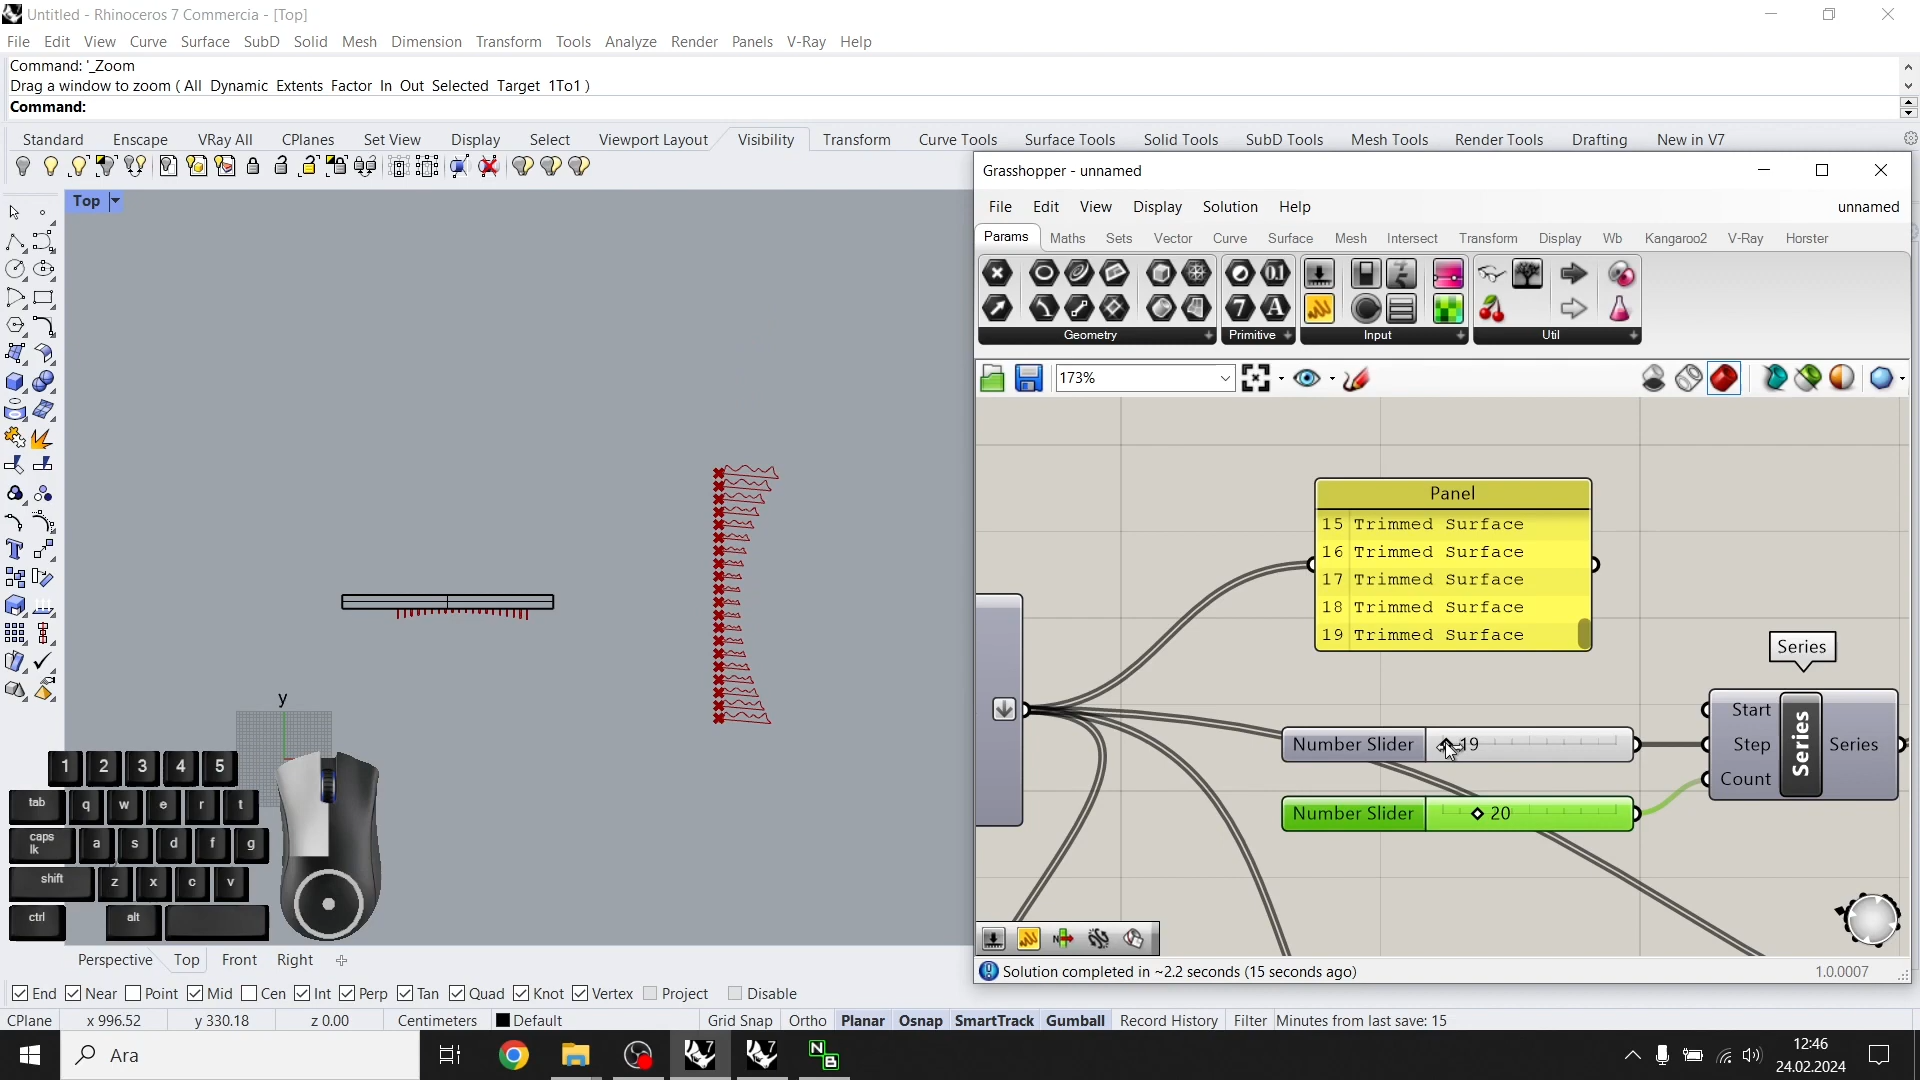 Untitled - Rhinoceros 7 Commercia - [Top]
File Edit View Curve Surface SubD Solid Mesh Dimension Transform Tools Analyze Render Panels V-Ray Help
Command: '_Zoom
Drag a window to zoom ( All Dynamic Extents Factor In Out Selected Target 1To1 )
Command:
Standard Enscape VRay All CPlanes Set View Display Select Viewport Layout Visibility Transform Curve Tools Surface Tools Solid Tools SubD Tools Mesh Tools Render Tools Drafting New in V7
Top
Grasshopper - unnamed
File Edit View Display Solution Help unnamed
Params Maths Sets Vector Curve Surface Mesh Intersect Transform Display Wb Kangaroo2 V-Ray Horster
Geometry Primitive Input Util
173%
Panel
15 Trimmed Surface
16 Trimmed Surface
17 Trimmed Surface
18 Trimmed Surface
19 Trimmed Surface
Series
Number Slider 19
Number Slider 20
Start
Step
Count
Series
Series
y
1 2 3 4 5
tab q w e r t
caps lk a s d f g
shift z x c v
ctrl alt
Solution completed in ~2.2 seconds (15 seconds ago) 1.0.0007
Perspective Top Front Right
End Near Point Mid Cen Int Perp Tan Quad Knot Vertex Project Disable
CPlane x 996.52 y 330.18 z 0.00 Centimeters Default Grid Snap Ortho Planar Osnap SmartTrack Gumball Record History Filter Minutes from last save: 15
Ara
12:46
24.02.2024